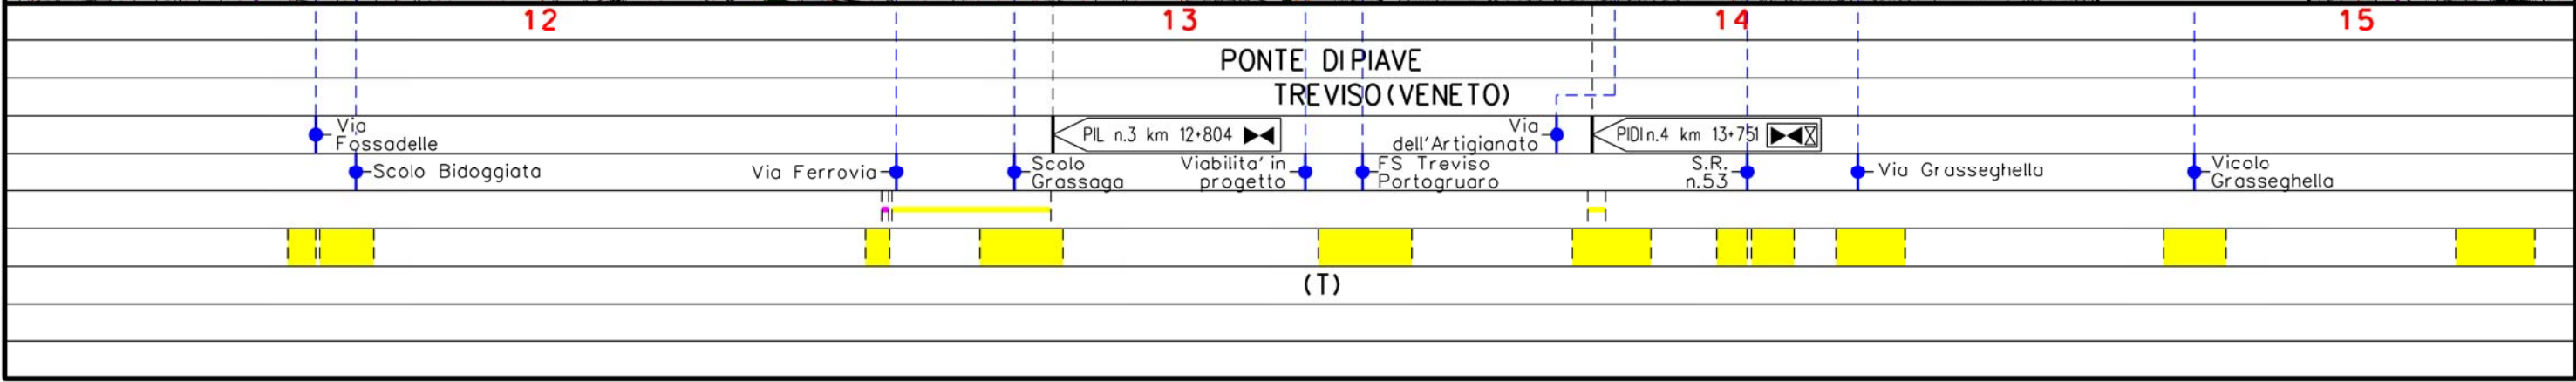 12 13 14 15
PONTE DI PIAVE
TREVISO (VENETO)
Via
Fossadelle
PIL n.3 km 12+804
Via
dell'Artigianato
PIDI n.4 km 13+751
Scolo Bidoggiata
Via Ferrovia
Scolo
Grassaga
Viabilita' in
progetto
FS Treviso
Portogruaro
S.R.
n.53
Via Grasseghella
Vicolo
Grasseghella
(T)